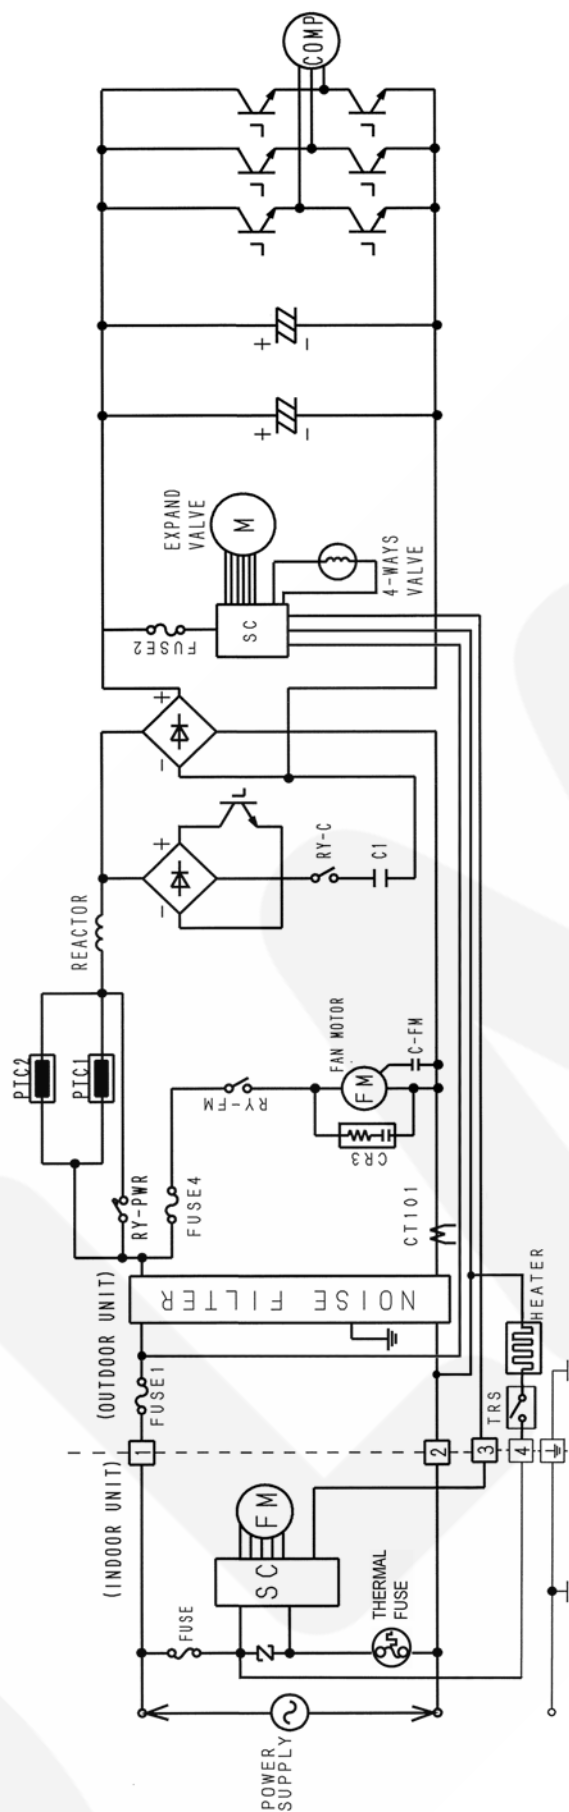 COMP
+
−
+
−
EXPAND
VALVE
M
4-WAYS
VALVE
SC
FUSE2
+
−
+
−
RY-C
C1
REACTOR
PTC2
PTC1
FAN MOTOR
C-FM
FM
RY-FM
CR3
RY-PWR
FUSE4
CT101
NOISE FILTER
(OUTDOOR UNIT)
FUSE1
HEATER
TRS
1
2
3
4
(INDOOR UNIT)
FM
SC
FUSE
Z
THERMAL
FUSE
POWER
SUPPLY